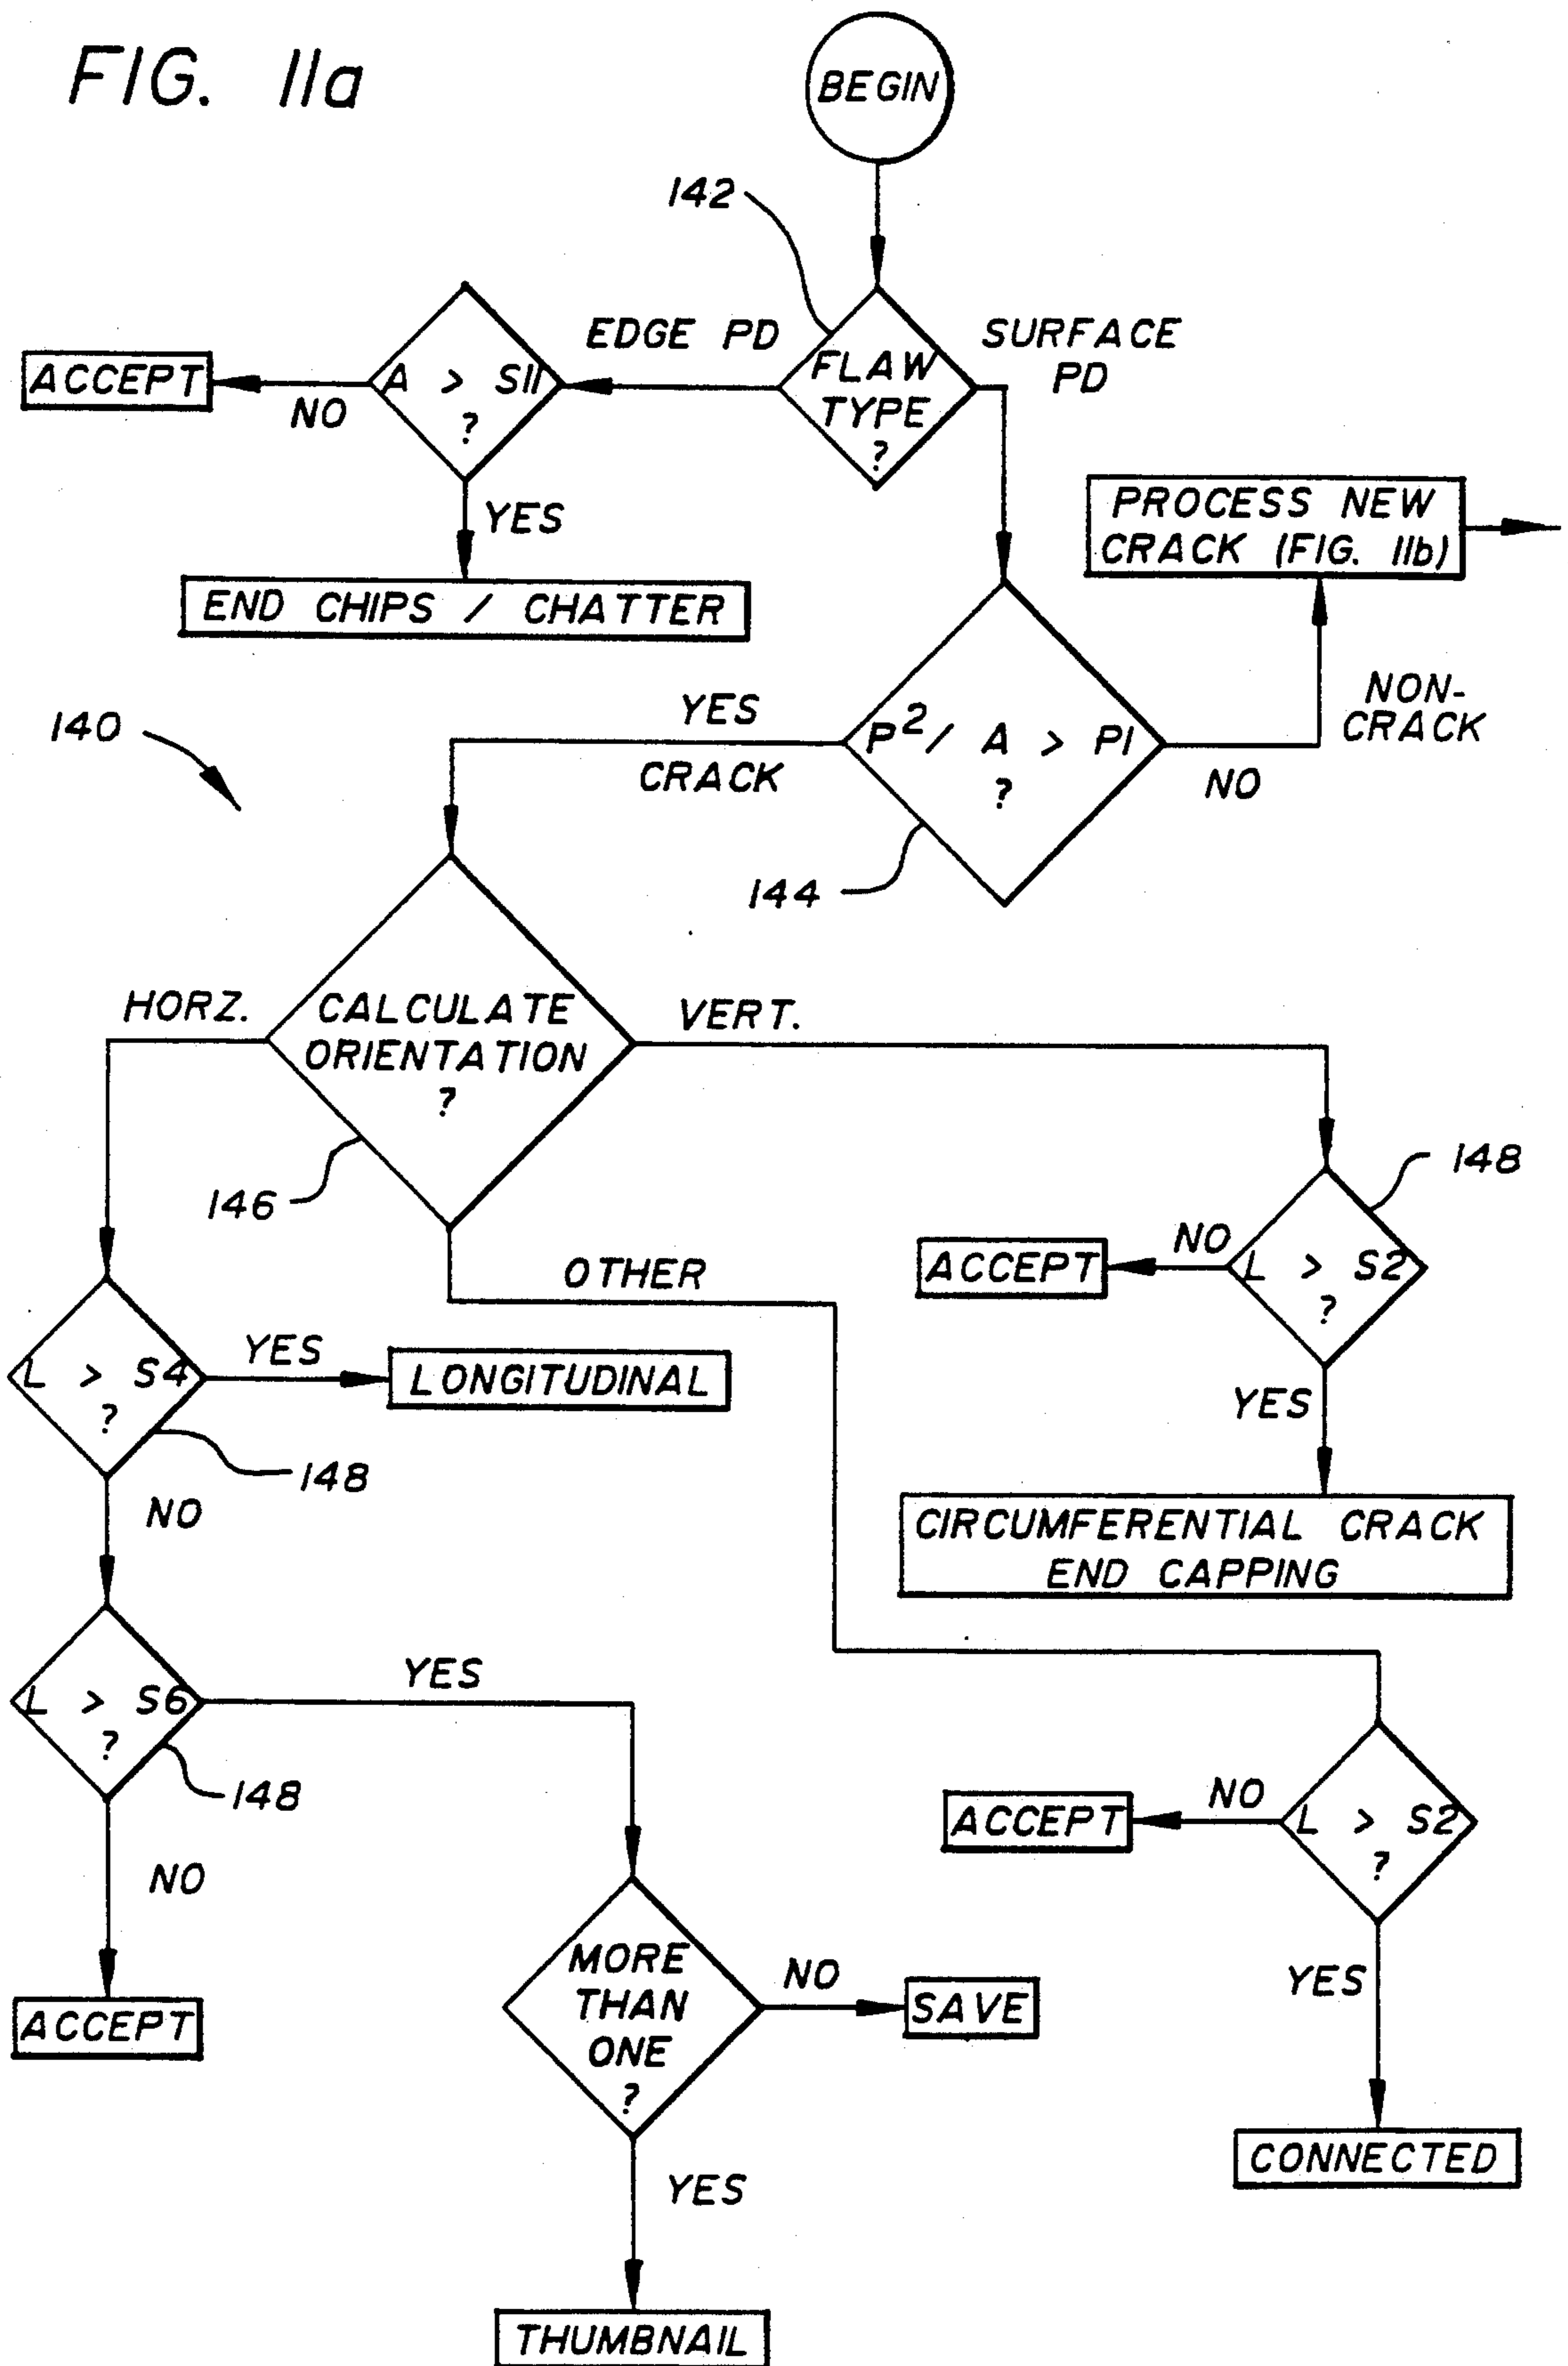 FIG. 11a
BEGIN
142
EDGE PD
SURFACE
PD
FLAW
TYPE
?
A > S11
?
ACCEPT
NO
YES
END CHIPS / CHATTER
PROCESS NEW
CRACK (FIG. 11b)
NON-
CRACK
NO
P²/ A > P1
?
YES
CRACK
144
140
CALCULATE
ORIENTATION
?
HORZ.
VERT.
146
OTHER
148
L > S2
?
NO
ACCEPT
YES
CIRCUMFERENTIAL CRACK
END CAPPING
L > S4
?
YES
LONGITUDINAL
148
NO
L > S6
?
YES
148
NO
ACCEPT
MORE
THAN
ONE
?
NO
SAVE
YES
THUMBNAIL
L > S2
?
NO
ACCEPT
YES
CONNECTED